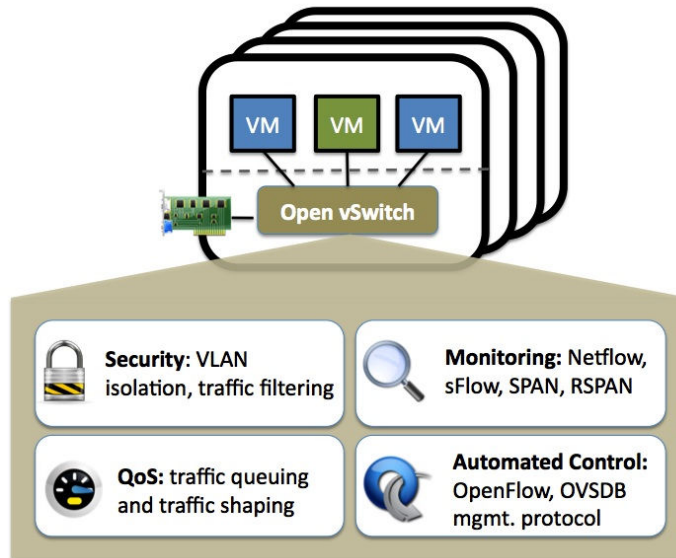 VM VM VM
Open vSwitch
Security: VLAN
isolation, traffic filtering
Monitoring: Netflow,
sFlow, SPAN, RSPAN
QoS: traffic queuing
and traffic shaping
Automated Control:
OpenFlow, OVSDB
mgmt. protocol